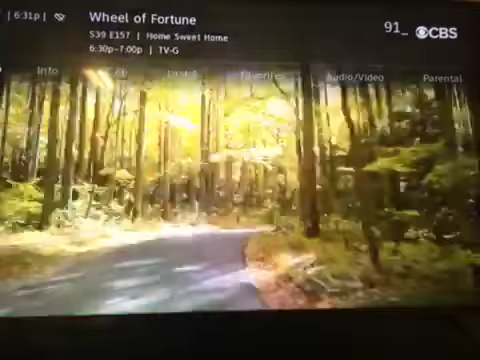 | 6:31p |
Wheel of Fortune
S39 E157 | Home Sweet Home
6:30p-7:00p | TV-G
91_ CBS
Info Favorites Audio/Video Parental